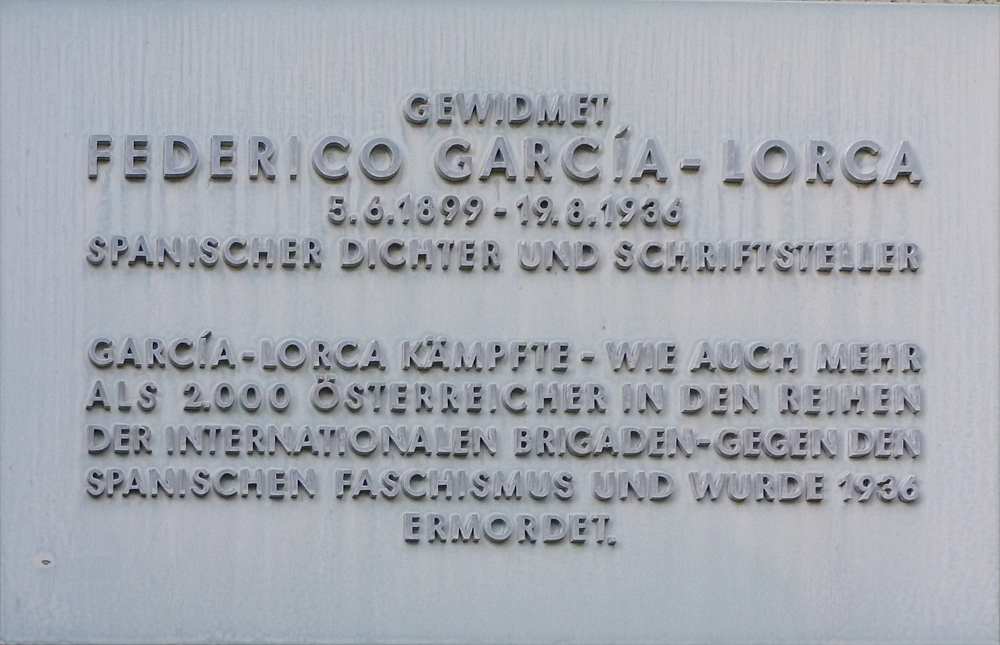 GEWIDMET
FEDERICO GARCÍA-LORCA
5.6.1899-19.8.1936
SPANISCHER DICHTER UND SCHRIFTSTELLER
GARCÍA-LORCA KÄMPFTE - WIE AUCH MEHR
ALS 2.000 ÖSTERREICHER IN DEN REIHEN
DER INTERNATIONALEN BRIGADEN-GEGEN DEN
SPANISCHEN FASCHISMUS UND WURDE 1936
ERMORDET.